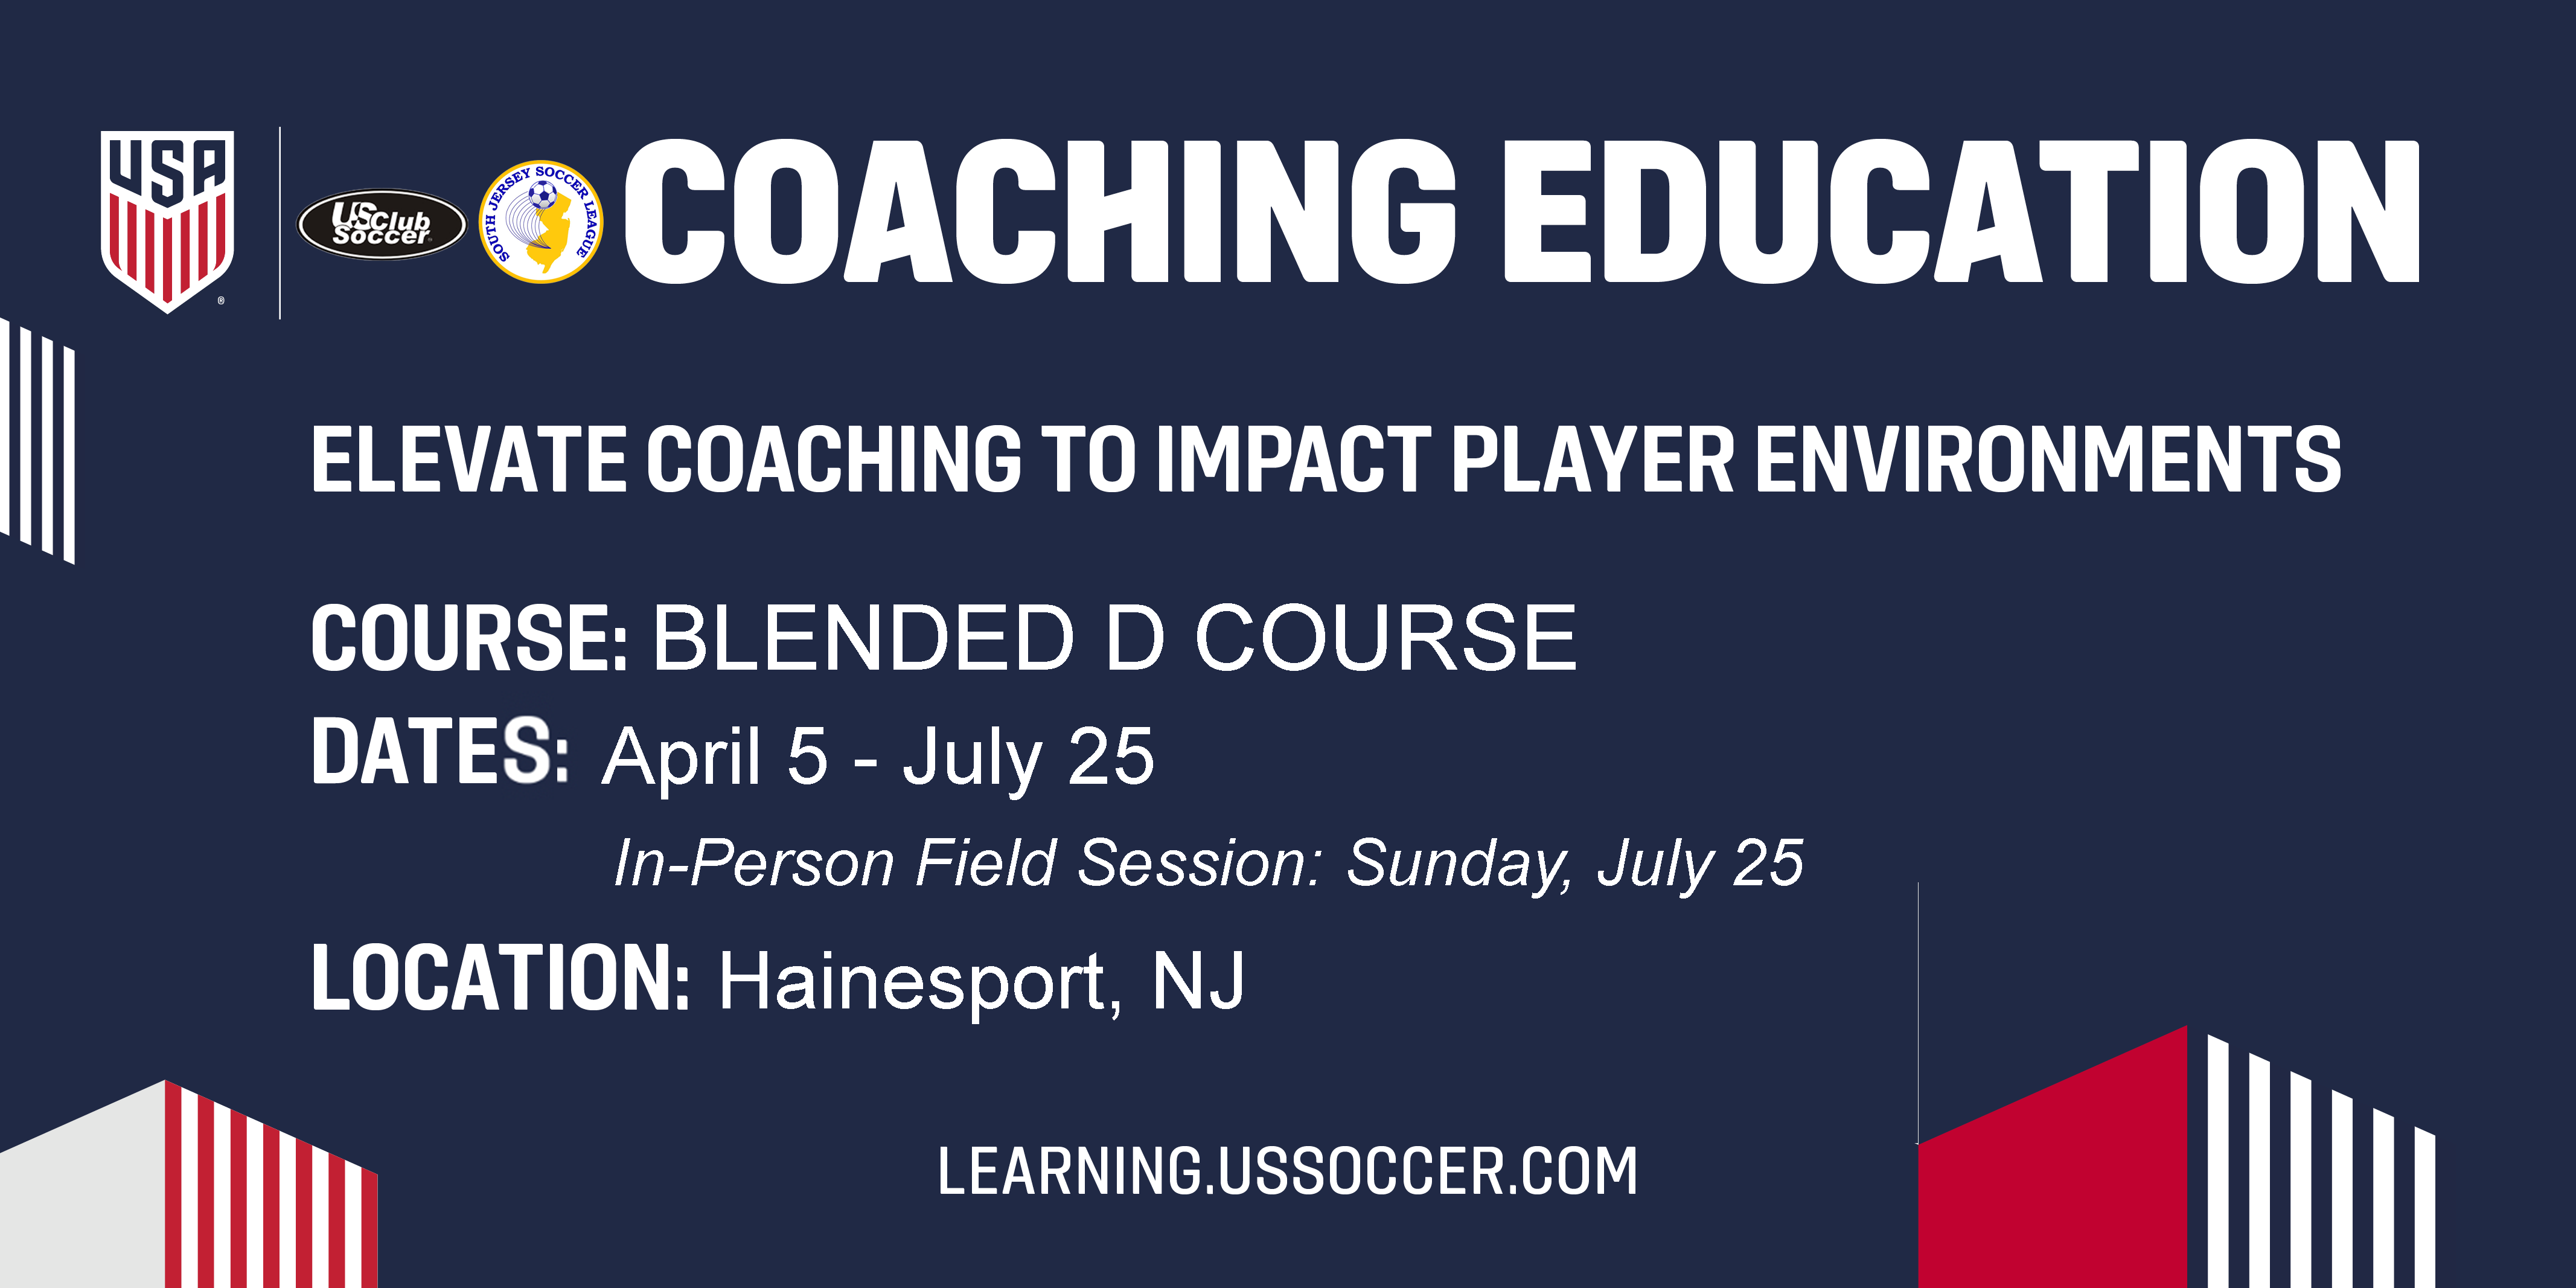 USA
®
US Club
Soccer
SOUTH JERSEY SOCCER LEAGUE
COACHING EDUCATION
ELEVATE COACHING TO IMPACT PLAYER ENVIRONMENTS
COURSE: BLENDED D COURSE
DATES: April 5 - July 25
In-Person Field Session: Sunday, July 25
LOCATION: Hainesport, NJ
LEARNING.USSOCCER.COM